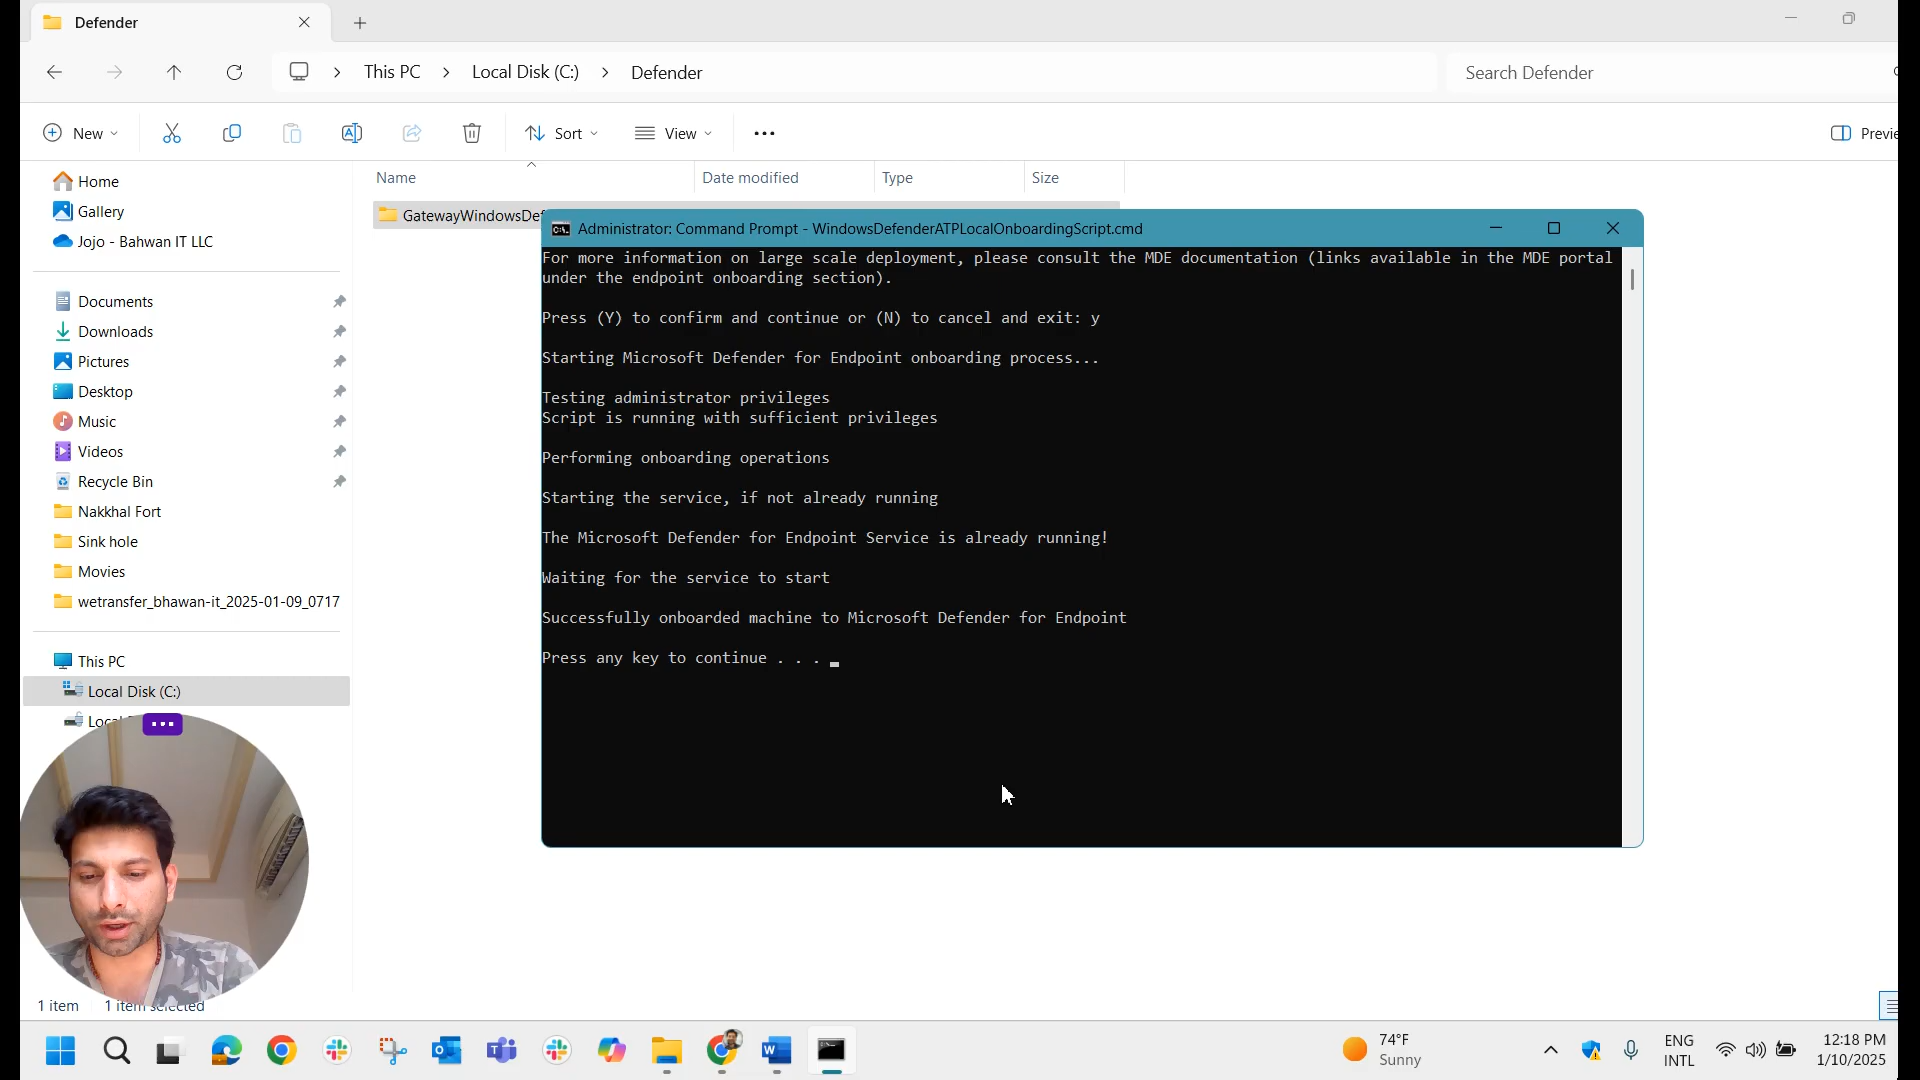 Defender
This PC
Local Disk (C:)
Defender
Search Defender
New
Sort
View
Home
Gallery
Jojo - Bahwan IT LLC
Documents
Downloads
Pictures
Desktop
Music
Videos
Recycle Bin
Nakkhal Fort
Sink hole
Movies
wetransfer_bhawan-it_2025-01-09_0717
This PC
Local Disk (C:)
Name
Date modified
Type
Size
Administrator: Command Prompt - WindowsDefenderATPLocalOnboardingScript.cmd
For more information on large scale deployment, please consult the MDE documentation (links available in the MDE portal
under the endpoint onboarding section).
Press (Y) to confirm and continue or (N) to cancel and exit: y
Starting Microsoft Defender for Endpoint onboarding process...
Testing administrator privileges
Script is running with sufficient privileges
Performing onboarding operations
Starting the service, if not already running
The Microsoft Defender for Endpoint Service is already running!
Waiting for the service to start
Successfully onboarded machine to Microsoft Defender for Endpoint
Press any key to continue . . .
1 item
1 item selected
74°F
Sunny
ENG
INTL
12:18 PM
1/10/2025